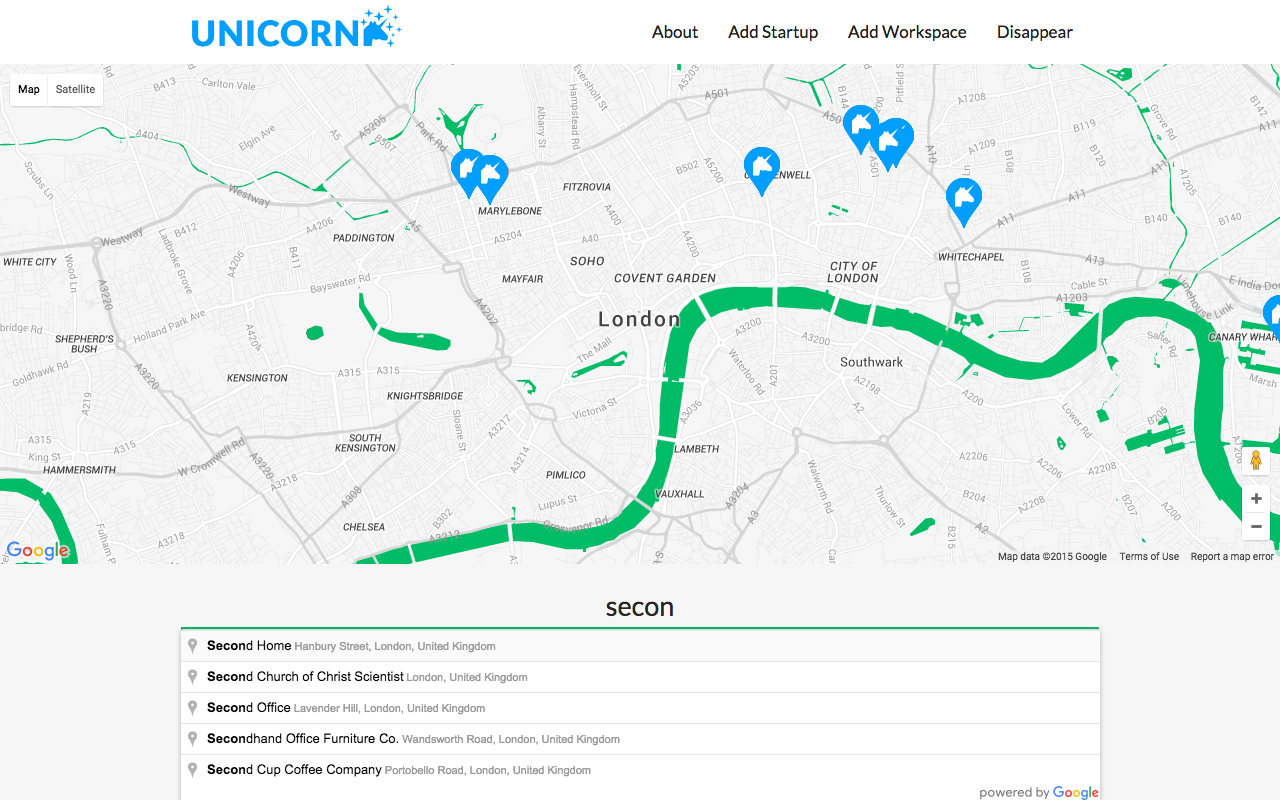 UNICORN
About Add Startup Add Workspace Disappear
Map Satellite
B413
Carlton Vale
A404
Elgin Ave
A5
A5205
B507
Park Rd
Albany St
Hampstead Rd
Eversholt St
A5203
A501
B144
A501
A200
Pitfield S
A1208
B119
A1209
B108
Grove Rd
A12
B142
A1205
Scrubs Ln
Westway
Westway
B412
Ladbroke Grove
A4206
A4206
B411
PADDINGTON
A5
MARYLEBONE
FITZROVIA
A400
B502
A5200
A501
A10
A11
A11
A11
B140
B140
WHITE CITY
Wood Ln
A3220
Bayswater Rd
A4202
A5204
A40
SOHO
MAYFAIR
COVENT GARDEN
A4200
CITY OF
LONDON
WHITECHAPEL
B108
A13
Cable St
A1203
E India Do
Limehouse Link
London
Holland Park Ave
A4204
SHEPHERD'S
BUSH
Goldhawk Rd
A3220
A219
KENSINGTON
A315
A315
KNIGHTSBRIDGE
The Mall
A3200
A3200
Waterloo Rd
A201
Southwark
A2198
A2
Salter Rd
CANARY WHAR
Marsh
A315
King St
A315
HAMMERSMITH
W Cromwell Rd
A3220
A3218
A3218
SOUTH
KENSINGTON
Sloane St
A3217
A3214
Victoria St
A3036
LAMBETH
PIMLICO
Lupus St
VAUXHALL
A3204
A3
Walworth Rd
Thurlow St
Lower Rd
B205
A2206
A2206
A2208
A2208
B204
B207
A200
A1206
B215
CHELSEA
A308
B302
A3212
Grosvenor Rd
Fulham P
Google
Map data ©2015 Google Terms of Use Report a map error
secon
Second Home Hanbury Street, London, United Kingdom
Second Church of Christ Scientist London, United Kingdom
Second Office Lavender Hill, London, United Kingdom
Secondhand Office Furniture Co. Wandsworth Road, London, United Kingdom
Second Cup Coffee Company Portobello Road, London, United Kingdom
powered by Google